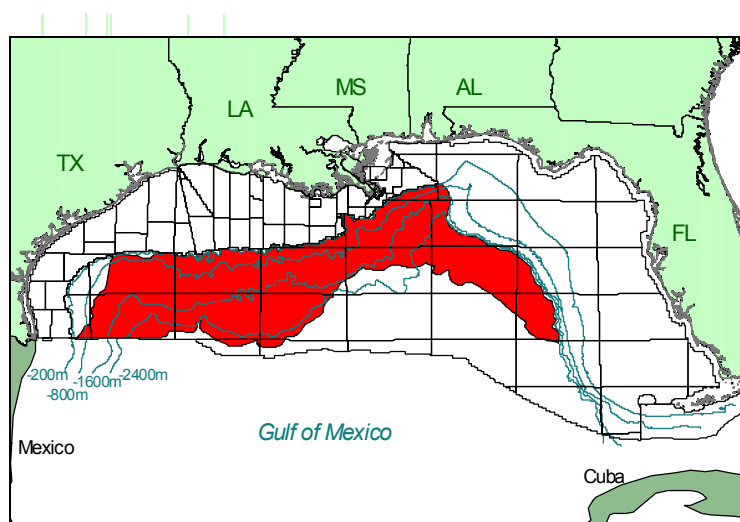 MS
AL
LA
TX
FL
-200m
-1600m
-2400m
-800m
Gulf of Mexico
Mexico
Cuba